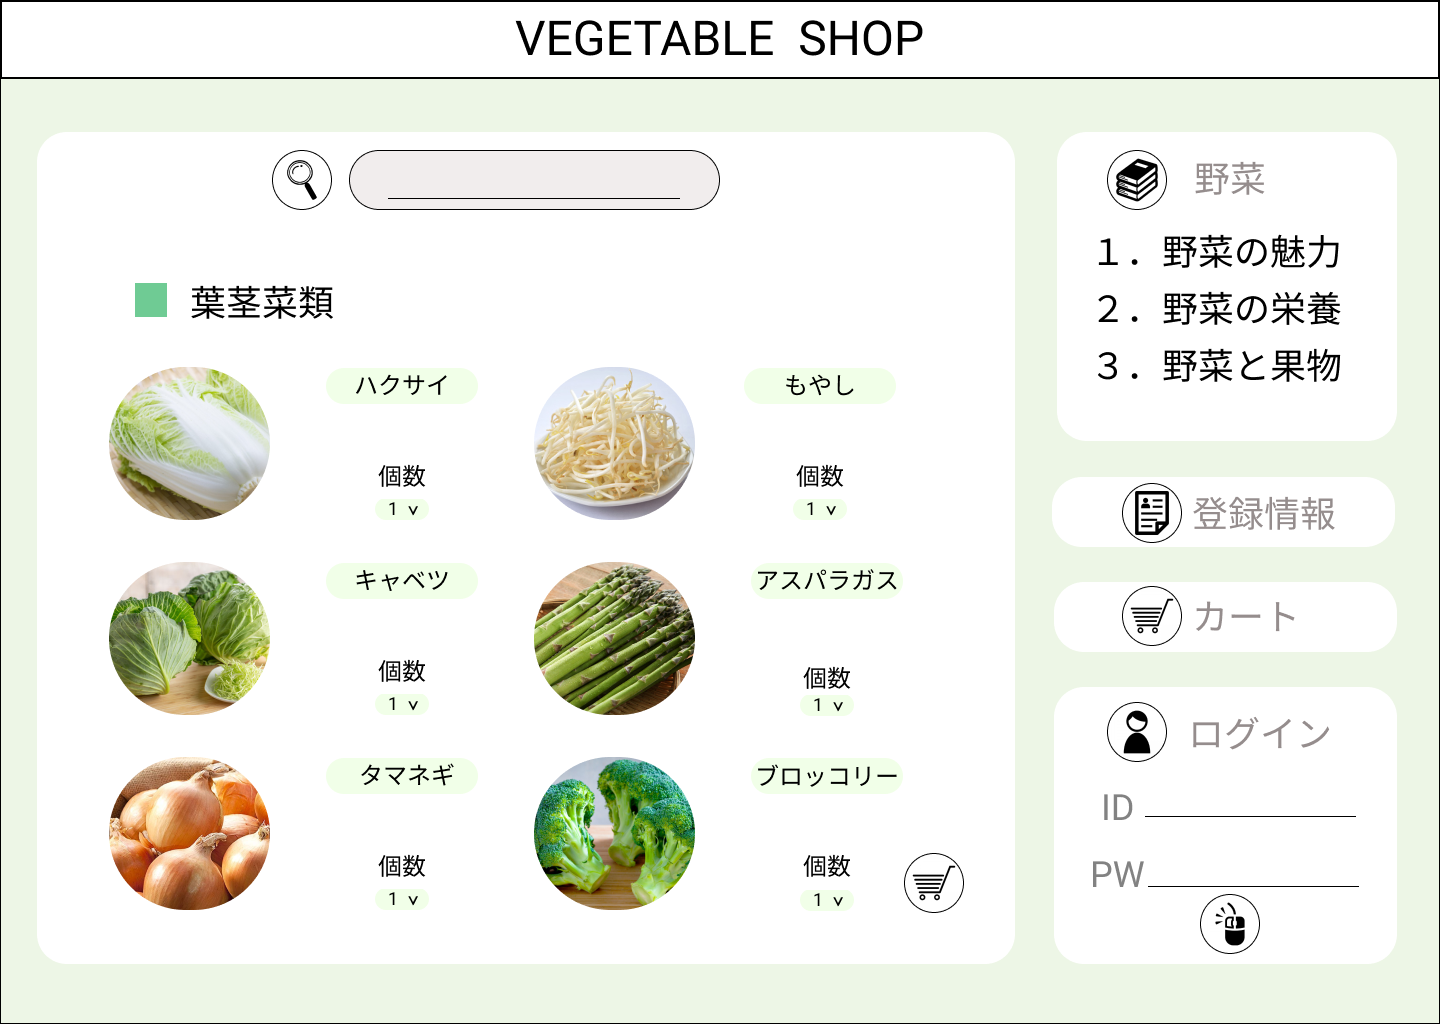 VEGETABLE SHOP
葉茎菜類
ハクサイ
個数
1 v
もやし
個数
1 v
キャベツ
個数
1 v
アスパラガス
個数
1 v
タマネギ
個数
1 v
ブロッコリー
個数
1 v
野菜
１．野菜の魅力
２．野菜の栄養
３．野菜と果物
登録情報
カート
ログイン
ID
PW